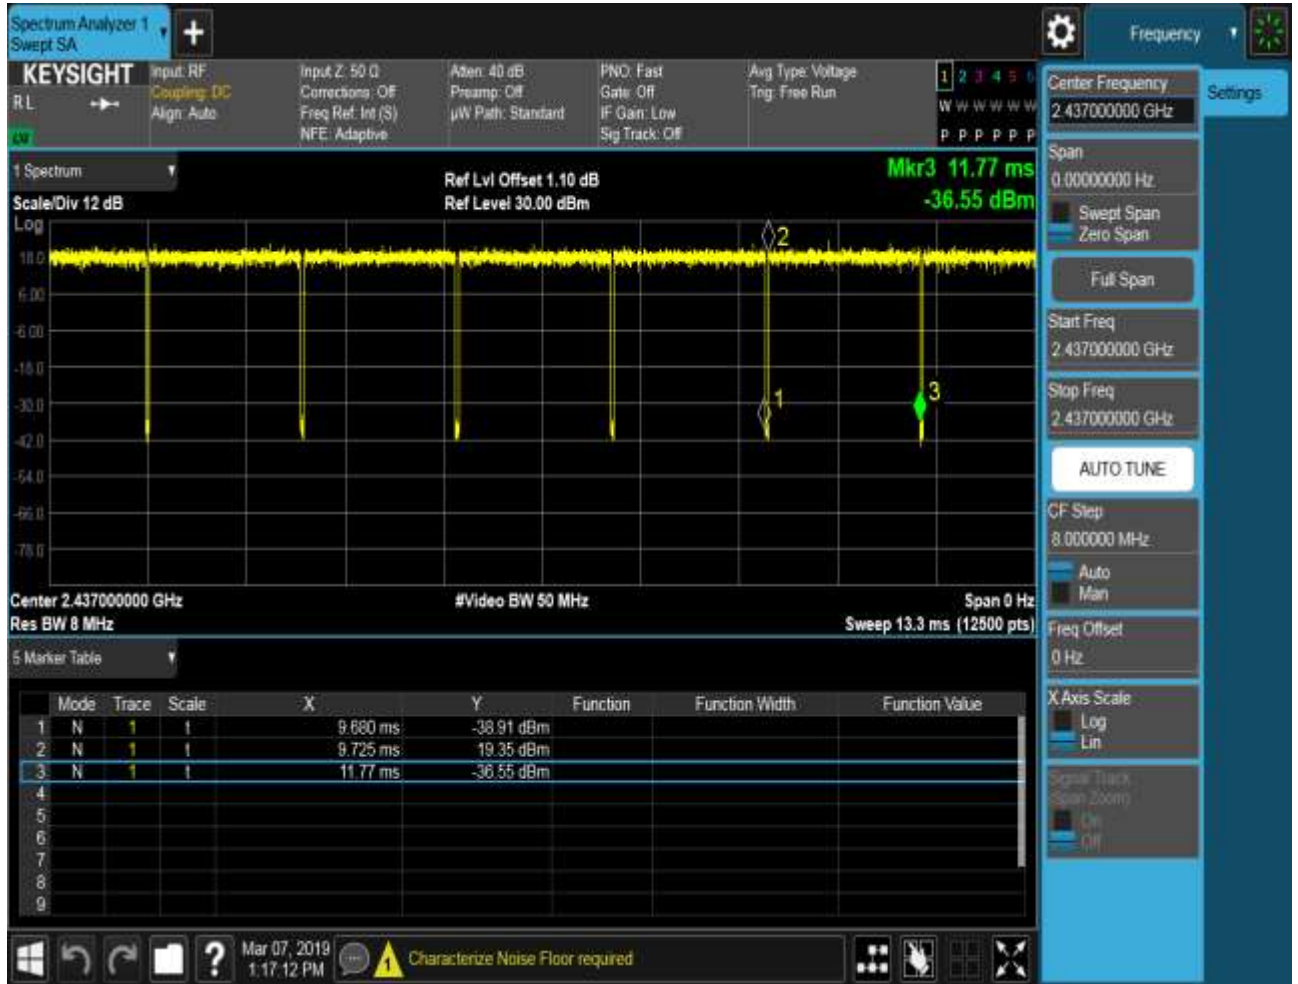 Spectrum Analyzer 1
Swept SA
+
Frequency
KEYSIGHT
RL
Input: RF
Coupling: DC
Align: Auto
Input Z: 50 Ω
Corrections: Off
Freq Ref: Int (S)
NFE: Adaptive
Atten: 40 dB
Preamp: Off
µW Path: Standard
PNO: Fast
Gate: Off
IF Gain: Low
Sig Track: Off
Avg Type: Voltage
Trig: Free Run
1 2 3 4 5 6
W W W W W W
P P P P P P
Center Frequency
2.437000000 GHz
Settings
Span
0.00000000 Hz
Swept Span
Zero Span
Full Span
Start Freq
2.437000000 GHz
Stop Freq
2.437000000 GHz
AUTO TUNE
CF Step
8.000000 MHz
Auto
Man
Freq Offset
0 Hz
X Axis Scale
Log
Lin
Signal Track
(Span Zoom)
On
Off
1 Spectrum
Scale/Div 12 dB
Ref Lvl Offset 1.10 dB
Ref Level 30.00 dBm
Mkr3 11.77 ms
-36.55 dBm
Log
18.0
6.00
-6.00
-18.0
-30.0
-42.0
-54.0
-66.0
-78.0
2
1
3
Center 2.437000000 GHz
#Video BW 50 MHz
Span 0 Hz
Res BW 8 MHz
Sweep 13.3 ms (12500 pts)
5 Marker Table
Mode Trace Scale X Y Function Function Width Function Value
1 N 1 t 9.680 ms -38.91 dBm
2 N 1 t 9.725 ms 19.35 dBm
3 N 1 t 11.77 ms -36.55 dBm
4
5
6
7
8
9
?
Mar 07, 2019
1:17:12 PM
1
Characterize Noise Floor required